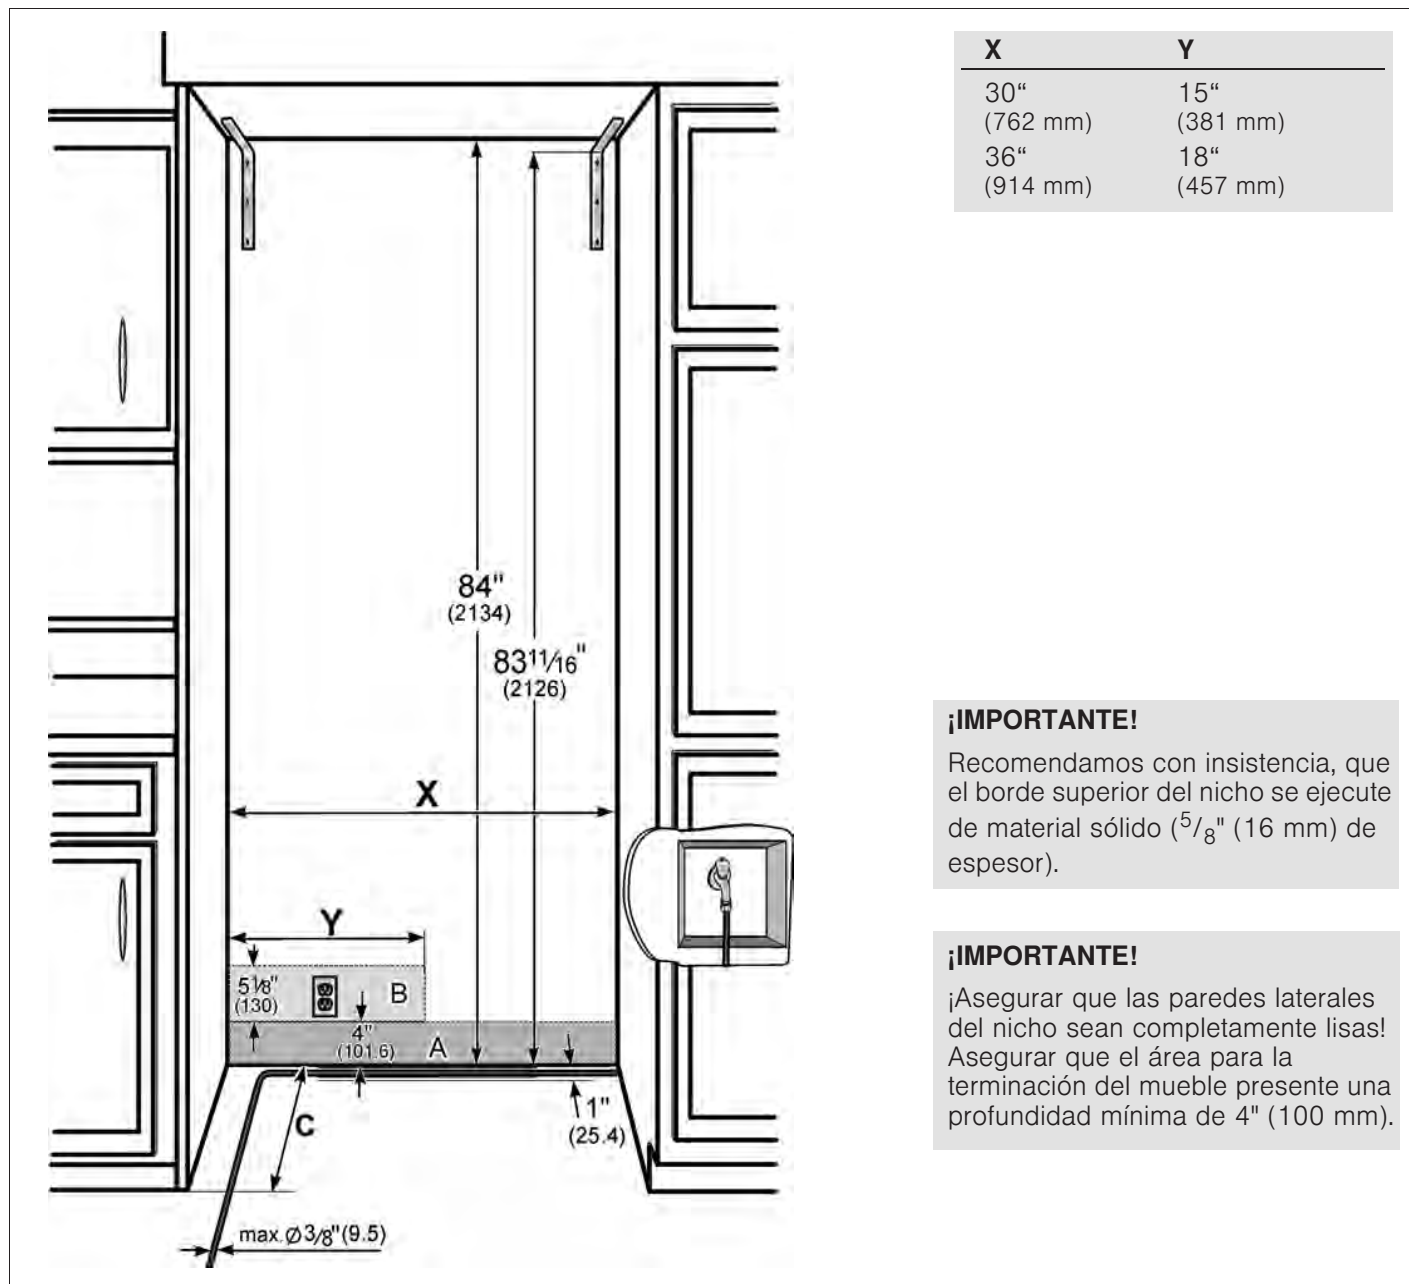 X Y
30“ 15“
(762 mm) (381 mm)
36“ 18“
(914 mm) (457 mm)
84"
(2134)
83 11/16"
(2126)
X
Y
5 1/8"
(130)
B
4"
(101.6)
A
1"
(25.4)
C
max. Ø 3/8" (9.5)
¡IMPORTANTE!
Recomendamos con insistencia, que
el borde superior del nicho se ejecute
de material sólido (5/8" (16 mm) de
espesor).
¡IMPORTANTE!
¡Asegurar que las paredes laterales
del nicho sean completamente lisas!
Asegurar que el área para la
terminación del mueble presente una
profundidad mínima de 4" (100 mm).